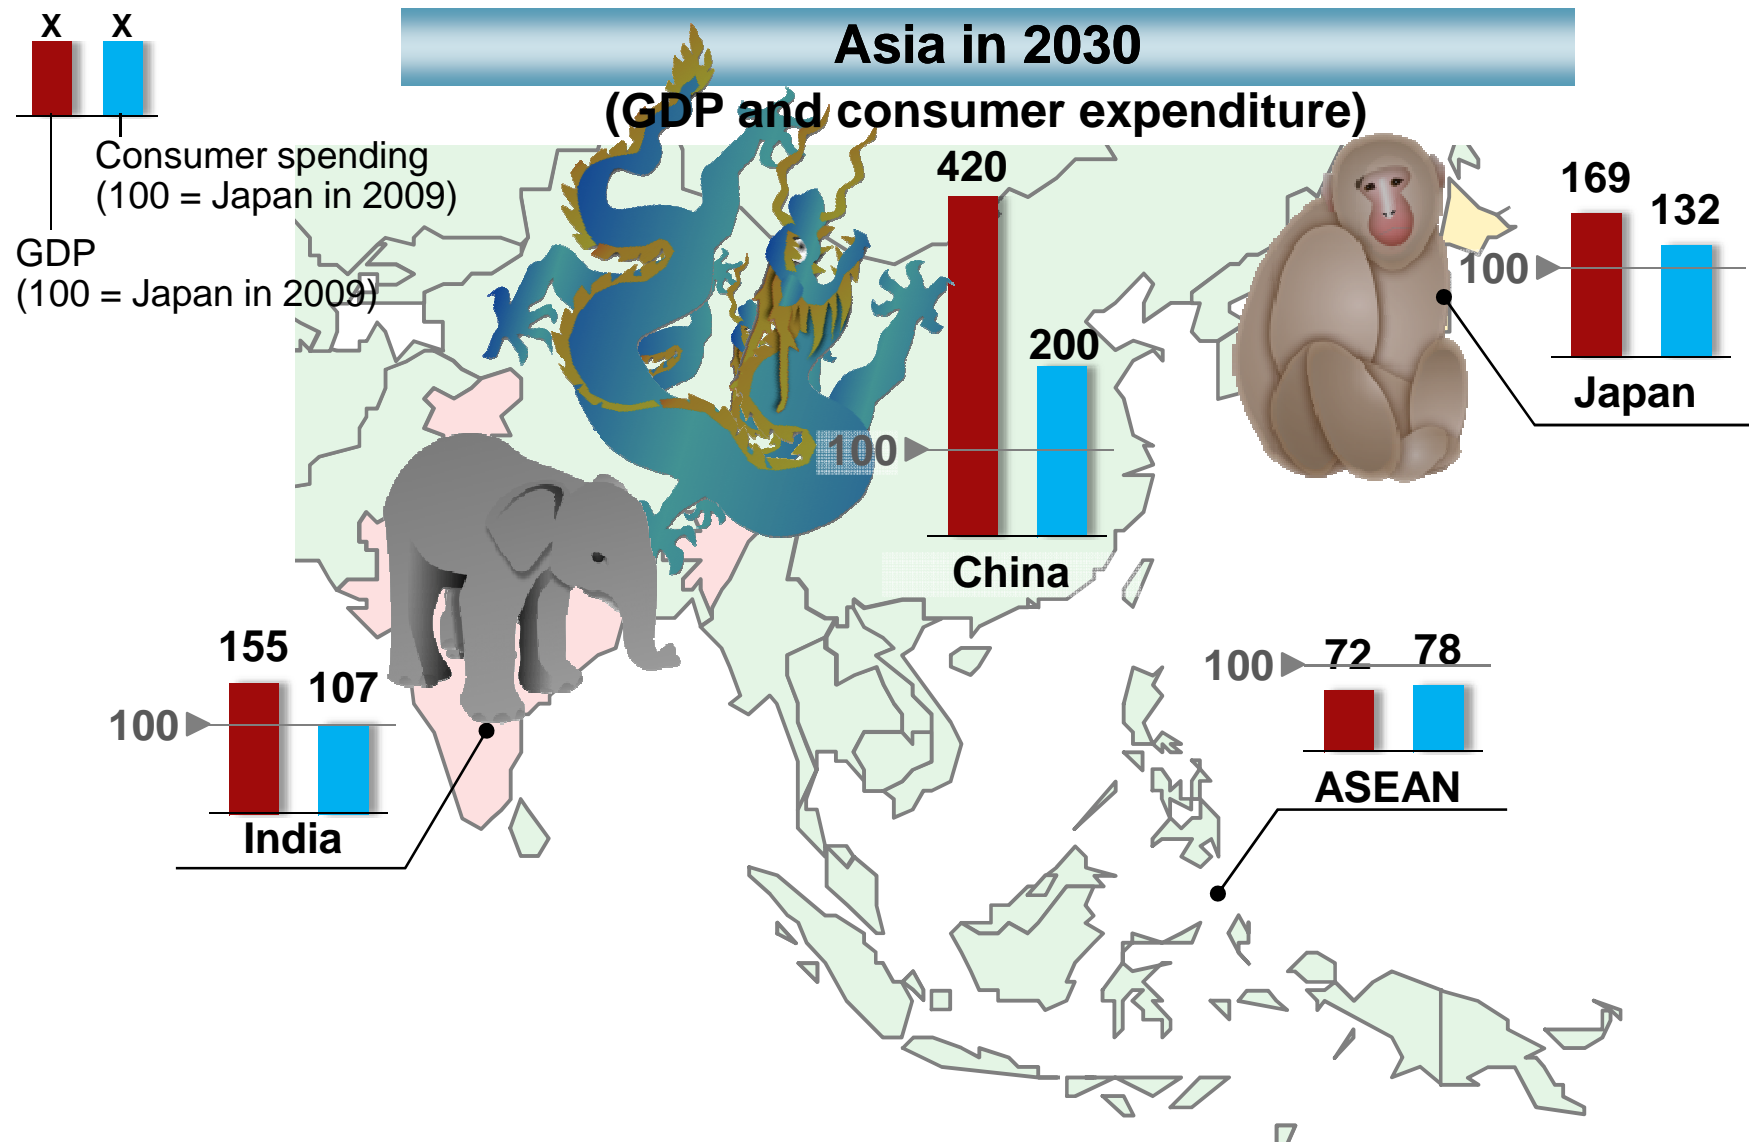 X X
Asia in 2030
(GDP and consumer expenditure)
Consumer spending
(100 = Japan in 2009)
GDP
(100 = Japan in 2009)
420
200
100
China
169
132
100
Japan
155
107
100
India
100
72
78
ASEAN